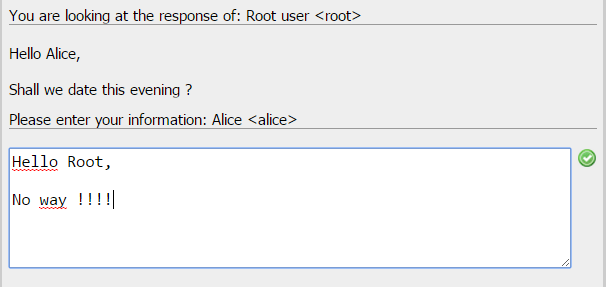 You are looking at the response of: Root user <root>
Hello Alice,
Shall we date this evening ?
Please enter your information: Alice <alice>
Hello Root,
No way !!!!